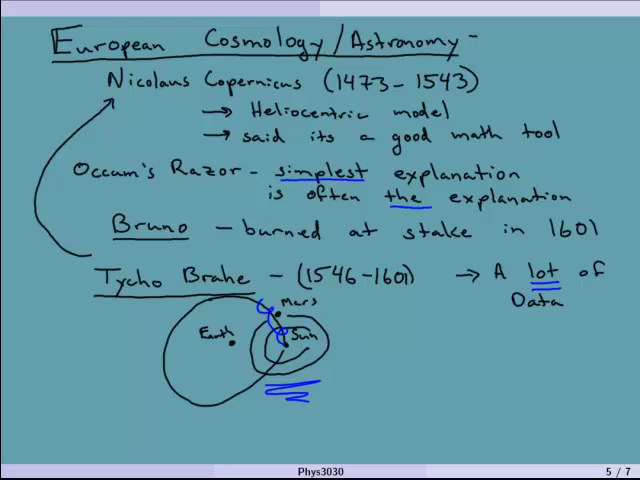 European Cosmology/Astronomy -
Nicolaus Copernicus (1473 - 1543)
→ Heliocentric model
→ said its a good math tool
Occam's Razor - simplest explanation
is often the explanation
Bruno - burned at stake in 1601
Tycho Brahe - (1546 - 1601) → A lot of
Data
Mars
Earth
Sun
Phys3030
5 / 7